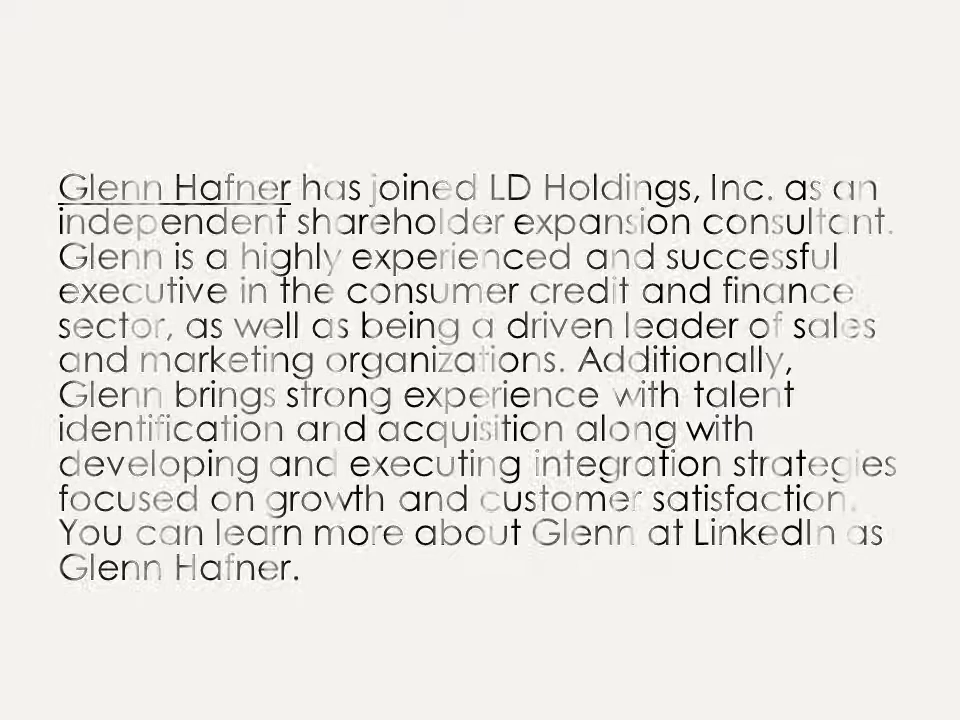 Glenn Hafner has joined LD Holdings, Inc. as an
independent shareholder expansion consultant.
Glenn is a highly experienced and successful
executive in the consumer credit and finance
sector, as well as being a driven leader of sales
and marketing organizations. Additionally,
Glenn brings strong experience with talent
identification and acquisition along with
developing and executing integration strategies
focused on growth and customer satisfaction.
You can learn more about Glenn at LinkedIn as
Glenn Hafner.